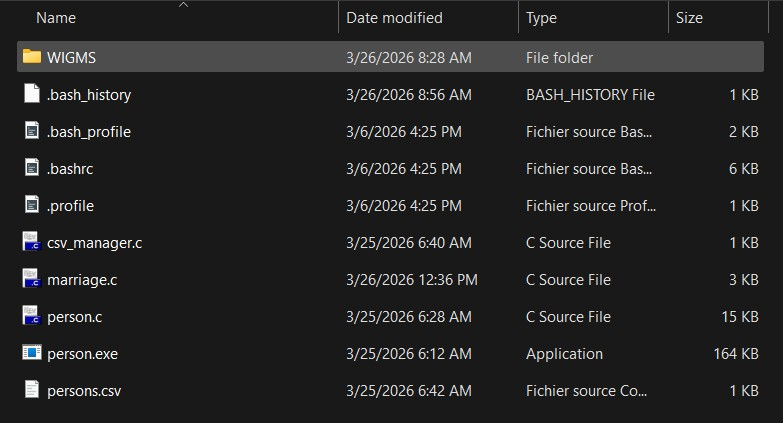 Name Date modified Type Size
WIGMS 3/26/2026 8:28 AM File folder
.bash_history 3/26/2026 8:56 AM BASH_HISTORY File 1 KB
.bash_profile 3/6/2026 4:25 PM Fichier source Bas... 2 KB
.bashrc 3/6/2026 4:25 PM Fichier source Bas... 6 KB
.profile 3/6/2026 4:25 PM Fichier source Prof... 1 KB
csv_manager.c 3/25/2026 6:40 AM C Source File 1 KB
marriage.c 3/26/2026 12:36 PM C Source File 3 KB
person.c 3/25/2026 6:28 AM C Source File 15 KB
person.exe 3/25/2026 6:12 AM Application 164 KB
persons.csv 3/25/2026 6:42 AM Fichier source Co... 1 KB